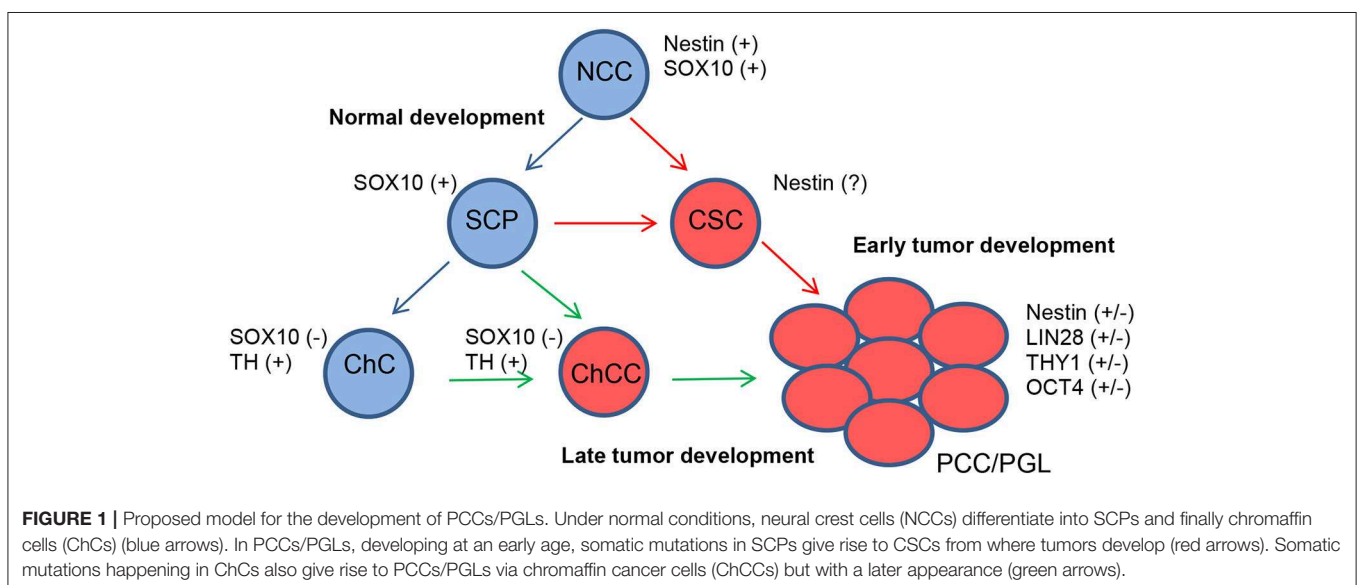 Nestin (+)
SOX10 (+)
NCC
Normal development
SOX10 (+)
SCP
CSC
Nestin (?)
Early tumor development
SOX10 (-)
TH (+)
ChC
SOX10 (-)
TH (+)
ChCC
Nestin (+/-)
LIN28 (+/-)
THY1 (+/-)
OCT4 (+/-)
Late tumor development
PCC/PGL
FIGURE 1 | Proposed model for the development of PCCs/PGLs. Under normal conditions, neural crest cells (NCCs) differentiate into SCPs and finally chromaffin
cells (ChCs) (blue arrows). In PCCs/PGLs, developing at an early age, somatic mutations in SCPs give rise to CSCs from where tumors develop (red arrows). Somatic
mutations happening in ChCs also give rise to PCCs/PGLs via chromaffin cancer cells (ChCCs) but with a later appearance (green arrows).